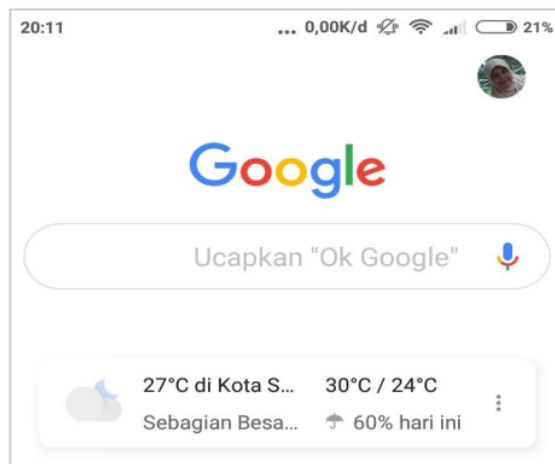 20:11 ... 0,00K/d 21%
Google
Ucapkan "Ok Google"
27°C di Kota S... 30°C / 24°C
Sebagian Besa... 60% hari ini